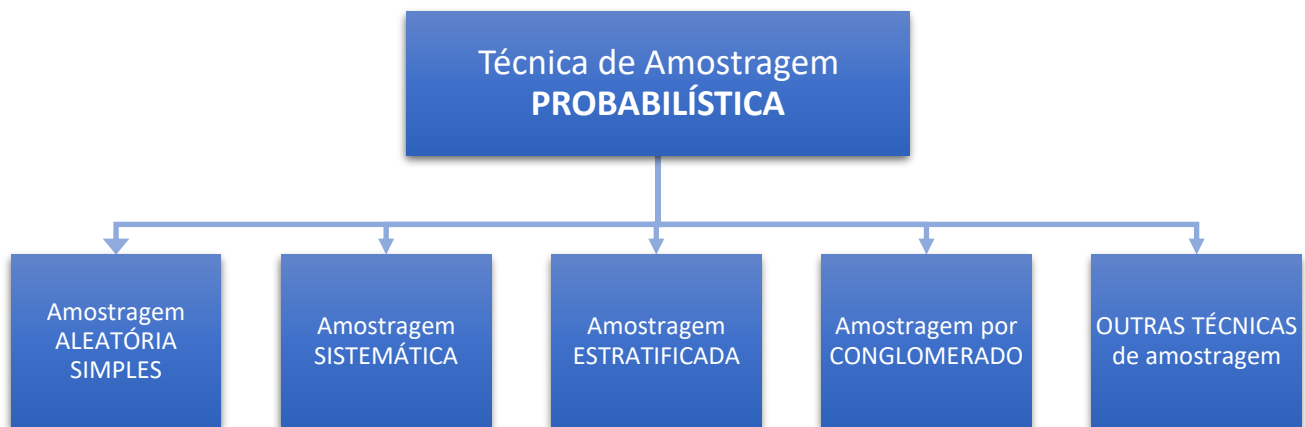 Técnica de Amostragem
PROBABILÍSTICA
Amostragem
ALEATÓRIA
SIMPLES
Amostragem
SISTEMÁTICA
Amostragem
ESTRATIFICADA
Amostragem por
CONGLOMERADO
OUTRAS TÉCNICAS
de amostragem